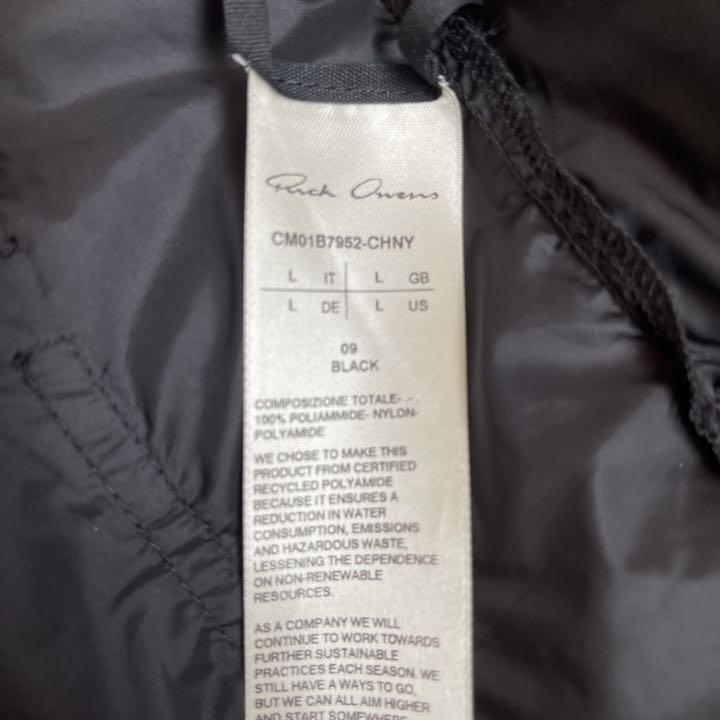 Rick Owens
CM01B7952-CHNY
L IT L GB
L DE L US
09
BLACK
COMPOSIZIONE TOTALE-
100% POLIAMMIDE- NYLON-
POLYAMIDE
WE CHOSE TO MAKE THIS
PRODUCT FROM CERTIFIED
RECYCLED POLYAMIDE
BECAUSE IT ENSURES A
REDUCTION IN WATER
CONSUMPTION, EMISSIONS
AND HAZARDOUS WASTE,
LESSENING THE DEPENDENCE
ON NON-RENEWABLE
RESOURCES.
AS A COMPANY WE WILL
CONTINUE TO WORK TOWARDS
FURTHER SUSTAINABLE
PRACTICES EACH SEASON. WE
STILL HAVE A WAYS TO GO,
BUT WE CAN ALL AIM HIGHER
AND START SOMEWHERE